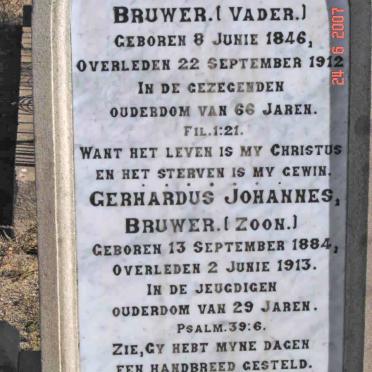 BRUWER.(VADER.)
GEBOREN 8 JUNIE 1846,
OVERLEDEN 22 SEPTEMBER 1912
IN DE GEZEGENDEN
OUDERDOM VAN 66 JAREN.
FIL.1:21.
WANT HET LEVEN IS MY CHRISTUS
EN HET STERVEN IS MY GEWIN.
GERHARDUS JOHANNES,
BRUWER.(ZOON.)
GEBOREN 13 SEPTEMBER 1884,
OVERLEDEN 2 JUNIE 1913.
IN DE JEUGDIGEN
OUDERDOM VAN 29 JAREN.
PSALM.39:6.
ZIE, GY HEBT MYNE DAGEN
EEN HANDBREED GESTELD.
24 6 2007